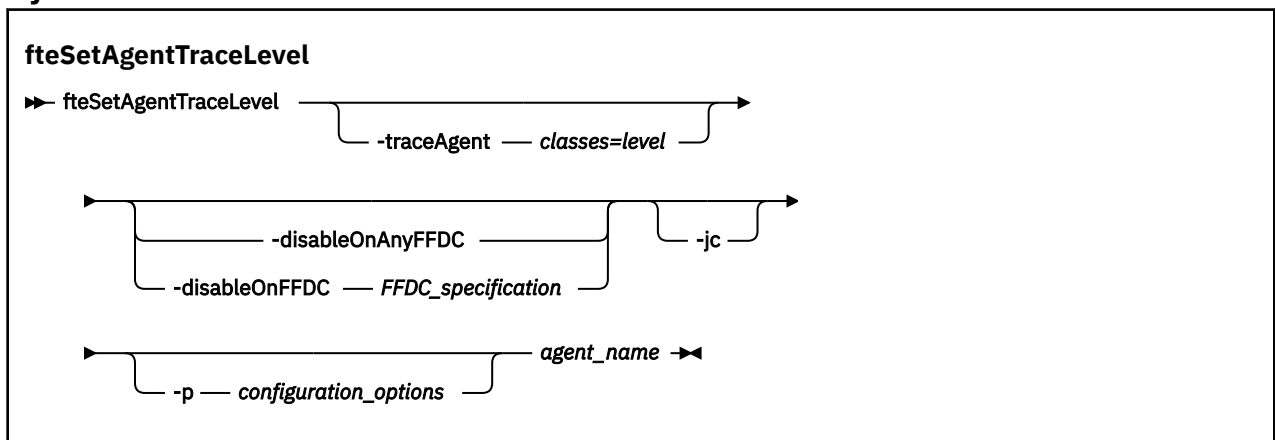 fteSetAgentTraceLevel
fteSetAgentTraceLevel
-traceAgent classes=level
-disableOnAnyFFDC
-jc
-disableOnFFDC FFDC_specification
agent_name
-p configuration_options